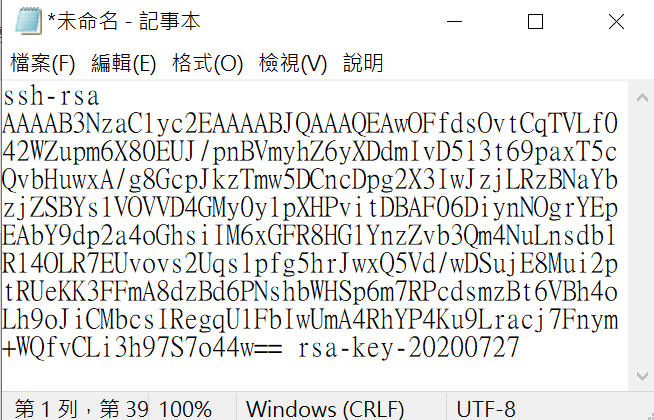 *未命名 - 記事本
檔案(F) 編輯(E) 格式(O) 檢視(V) 說明
ssh-rsa
AAAAB3NzaC1yc2EAAAABJQAAAQEAwOFfdsOvtCqTVLf0
42WZupm6X80EUJ/pnBVmyhZ6yXDdmIvD513t69paxT5c
QvbHuwxA/g8GcpJkzTmw5DCncDpg2X3IwJzjLRzBNaYb
zjZSBYs1VOVVD4GMy0y1pXHPvitDBAF06DiynNOgrYEp
EAbY9dp2a4oGhsiIM6xGFR8HG1YnzZvb3Qm4NuLnsdb1
R14OLR7EUvovs2Uqs1pfg5hrJwxQ5Vd/wDSujE8Mui2p
tRUeKK3FFmA8dzBd6PNshbWHSp6m7RPcdsmzBt6VBh4o
Lh9oJiCMbcsIRegqU1FbIwUmA4RhYP4Ku9Lracj7Fnym
+WQfvCLi3h97S7o44w== rsa-key-20200727
第 1 列，第 39 100% Windows (CRLF) UTF-8